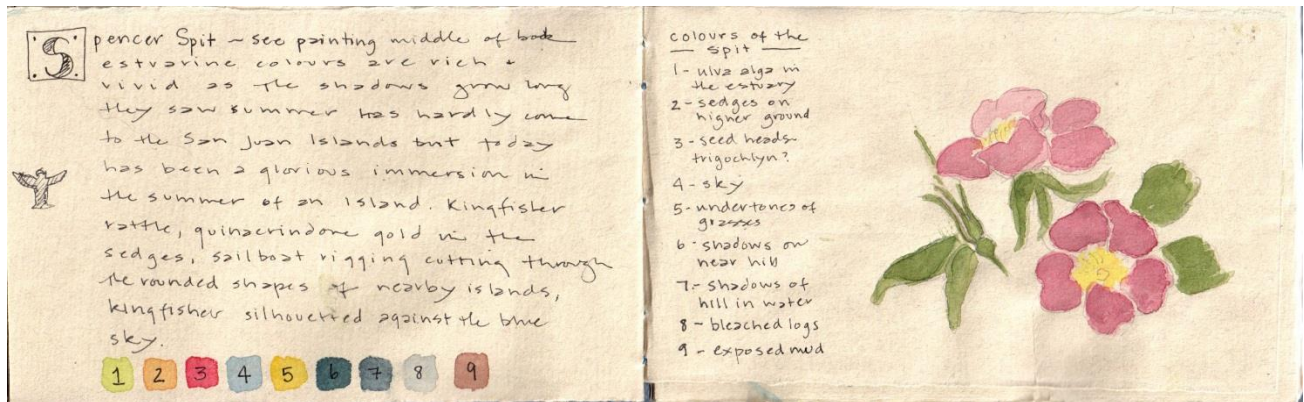 Spencer Spit ~ see painting middle of book
estuarine colours are rich +
vivid as the shadows grow long
they say summer has hardly come
to the San Juan Islands but today
has been a glorious immersion in
the summer of an island. Kingfisher
rattle, quinacrindone gold in the
sedges, sailboat rigging cutting through
the rounded shapes of nearby islands,
kingfisher silhouetted against the blue
sky.
1 2 3 4 5 6 7 8 9
colours of the
— spit —
1 - ulva alga in
the estuary
2 - sedges on
higher ground
3 - seed heads -
trigochlyn?
4 - sky
5 - undertones of
grasses
6 - shadows on
near hill
7 - shadows of
hill in water
8 - bleached logs
9 - exposed mud